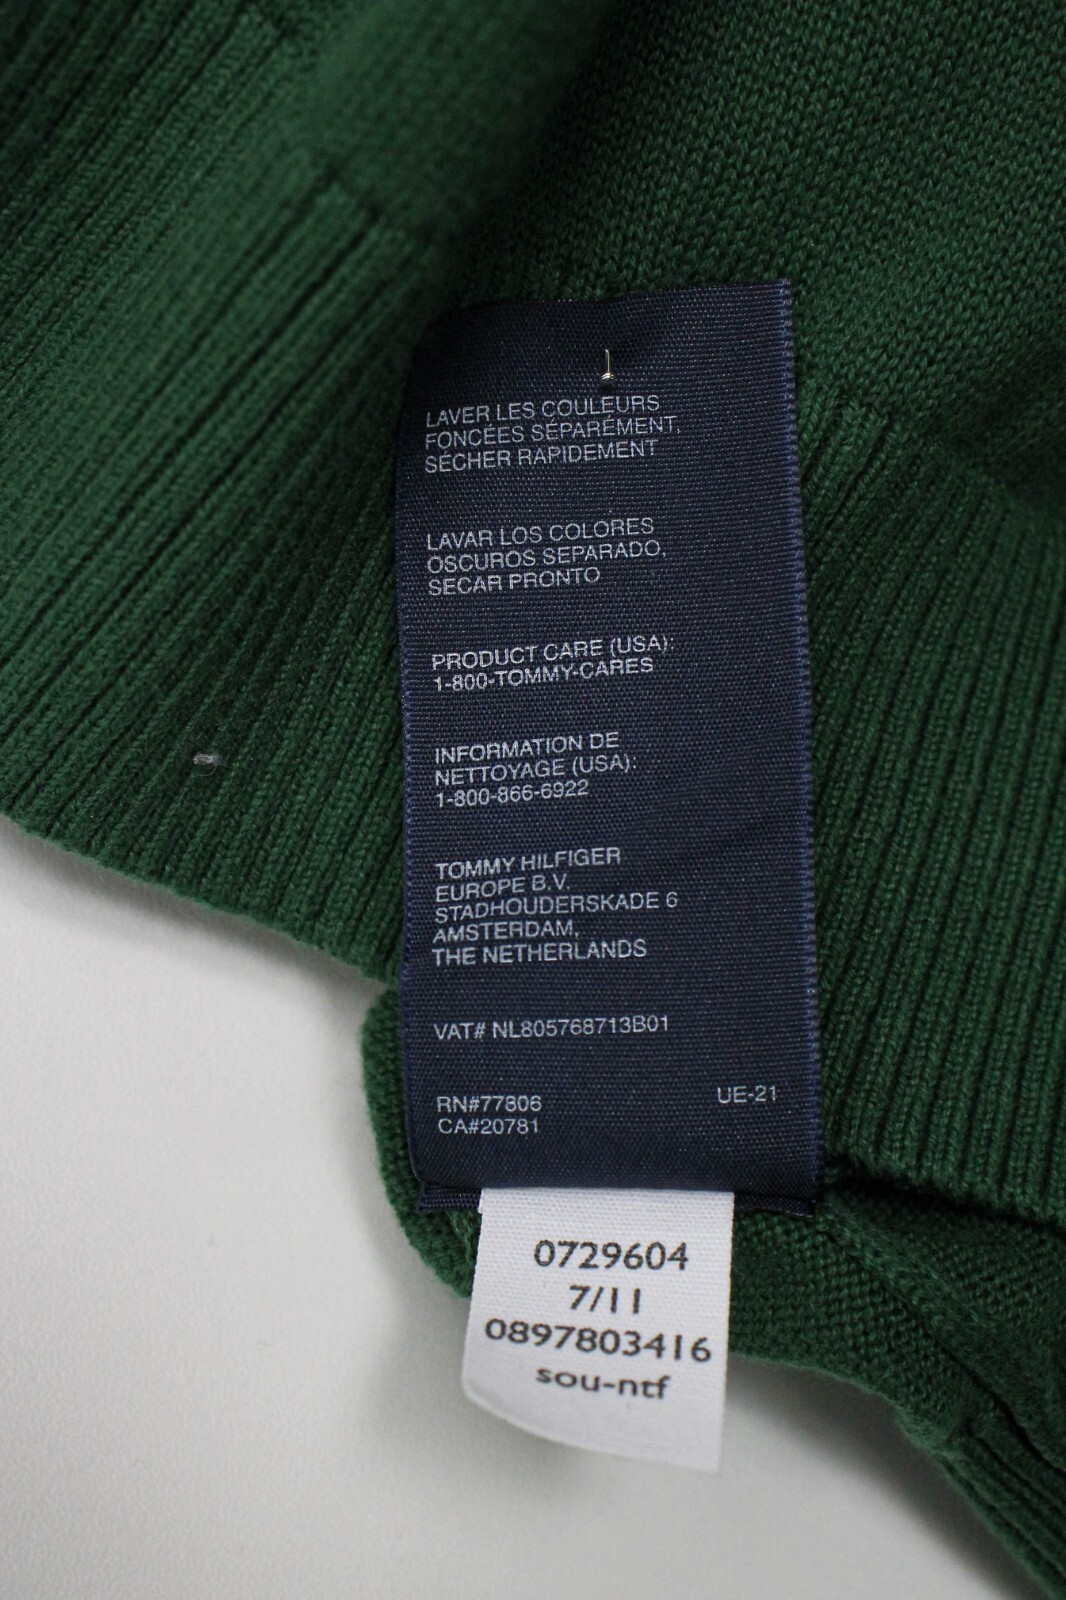 LAVER LES COULEURS
FONCÉES SÉPARÉMENT,
SÉCHER RAPIDEMENT
LAVAR LOS COLORES
OSCUROS SEPARADO,
SECAR PRONTO
PRODUCT CARE (USA):
1-800-TOMMY-CARES
INFORMATION DE
NETTOYAGE (USA):
1-800-866-6922
TOMMY HILFIGER
EUROPE B.V.
STADHOUDERSKADE 6
AMSTERDAM,
THE NETHERLANDS
VAT# NL805768713B01
RN#77806 UE-21
CA#20781
0729604
7/11
0897803416
sou-ntf